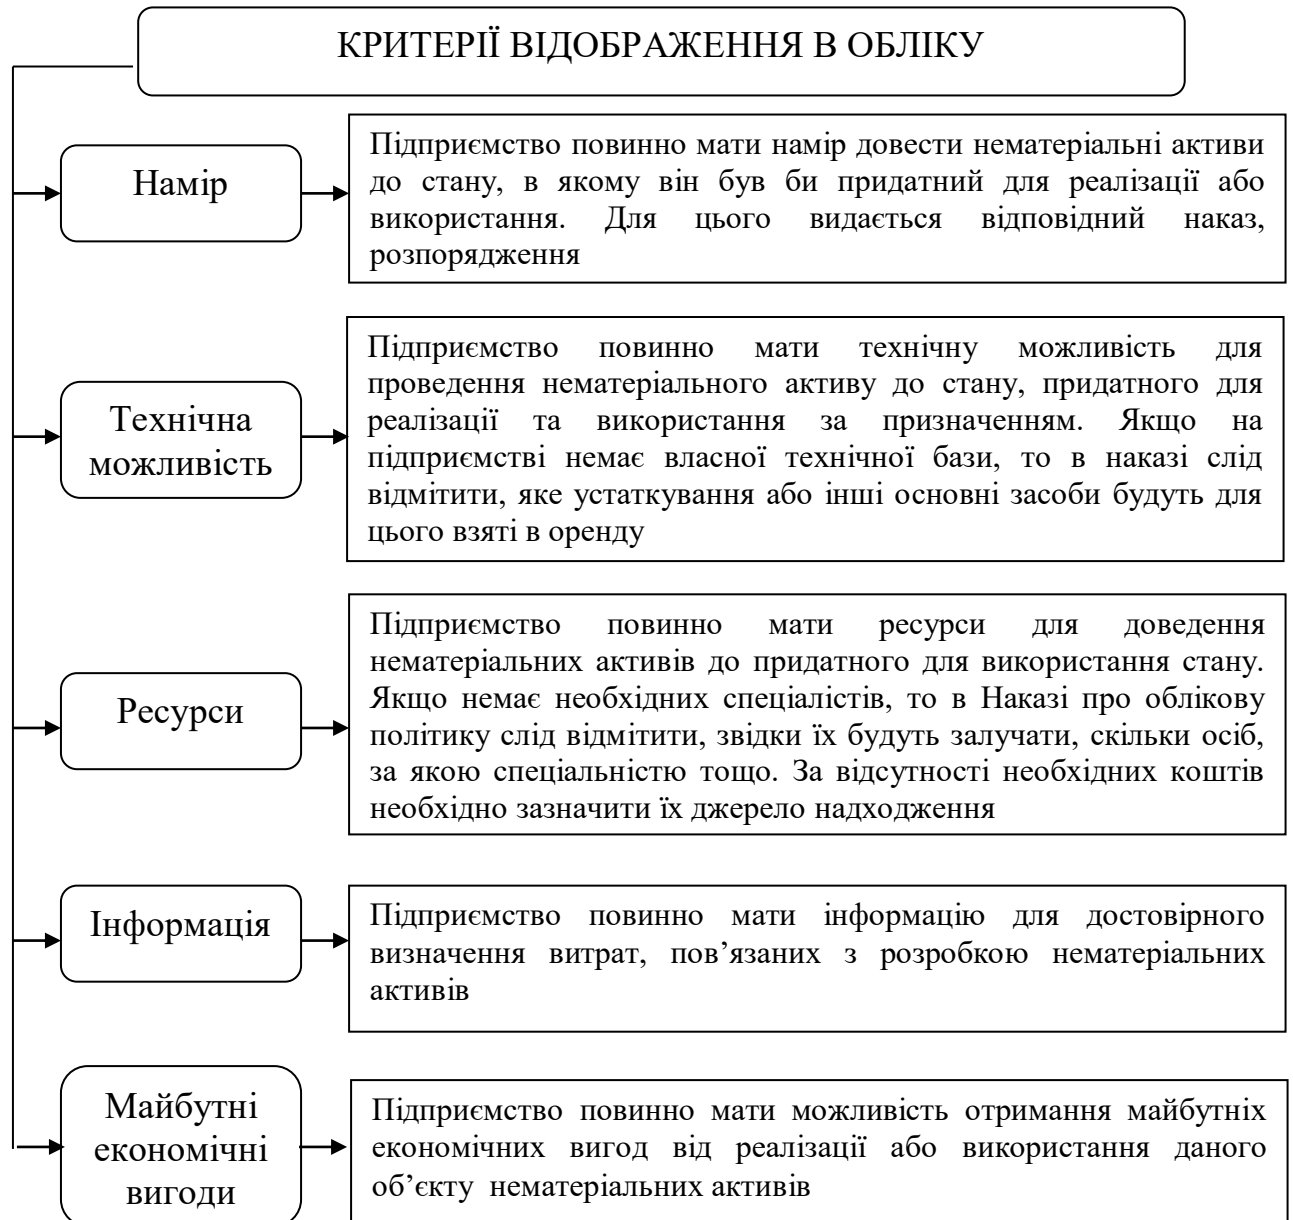 КРИТЕРІЇ ВІДОБРАЖЕННЯ В ОБЛІКУ
Намір
Підприємство повинно мати намір довести нематеріальні активи
до стану, в якому він був би придатний для реалізації або
використання. Для цього видається відповідний наказ,
розпорядження
Технічна
можливість
Підприємство повинно мати технічну можливість для
проведення нематеріального активу до стану, придатного для
реалізації та використання за призначенням. Якщо на
підприємстві немає власної технічної бази, то в наказі слід
відмітити, яке устаткування або інші основні засоби будуть для
цього взяті в оренду
Ресурси
Підприємство повинно мати ресурси для доведення
нематеріальних активів до придатного для використання стану.
Якщо немає необхідних спеціалістів, то в Наказі про облікову
політику слід відмітити, звідки їх будуть залучати, скільки осіб,
за якою спеціальністю тощо. За відсутності необхідних коштів
необхідно зазначити їх джерело надходження
Інформація
Підприємство повинно мати інформацію для достовірного
визначення витрат, пов’язаних з розробкою нематеріальних
активів
Майбутні
економічні
вигоди
Підприємство повинно мати можливість отримання майбутніх
економічних вигод від реалізації або використання даного
об’єкту нематеріальних активів